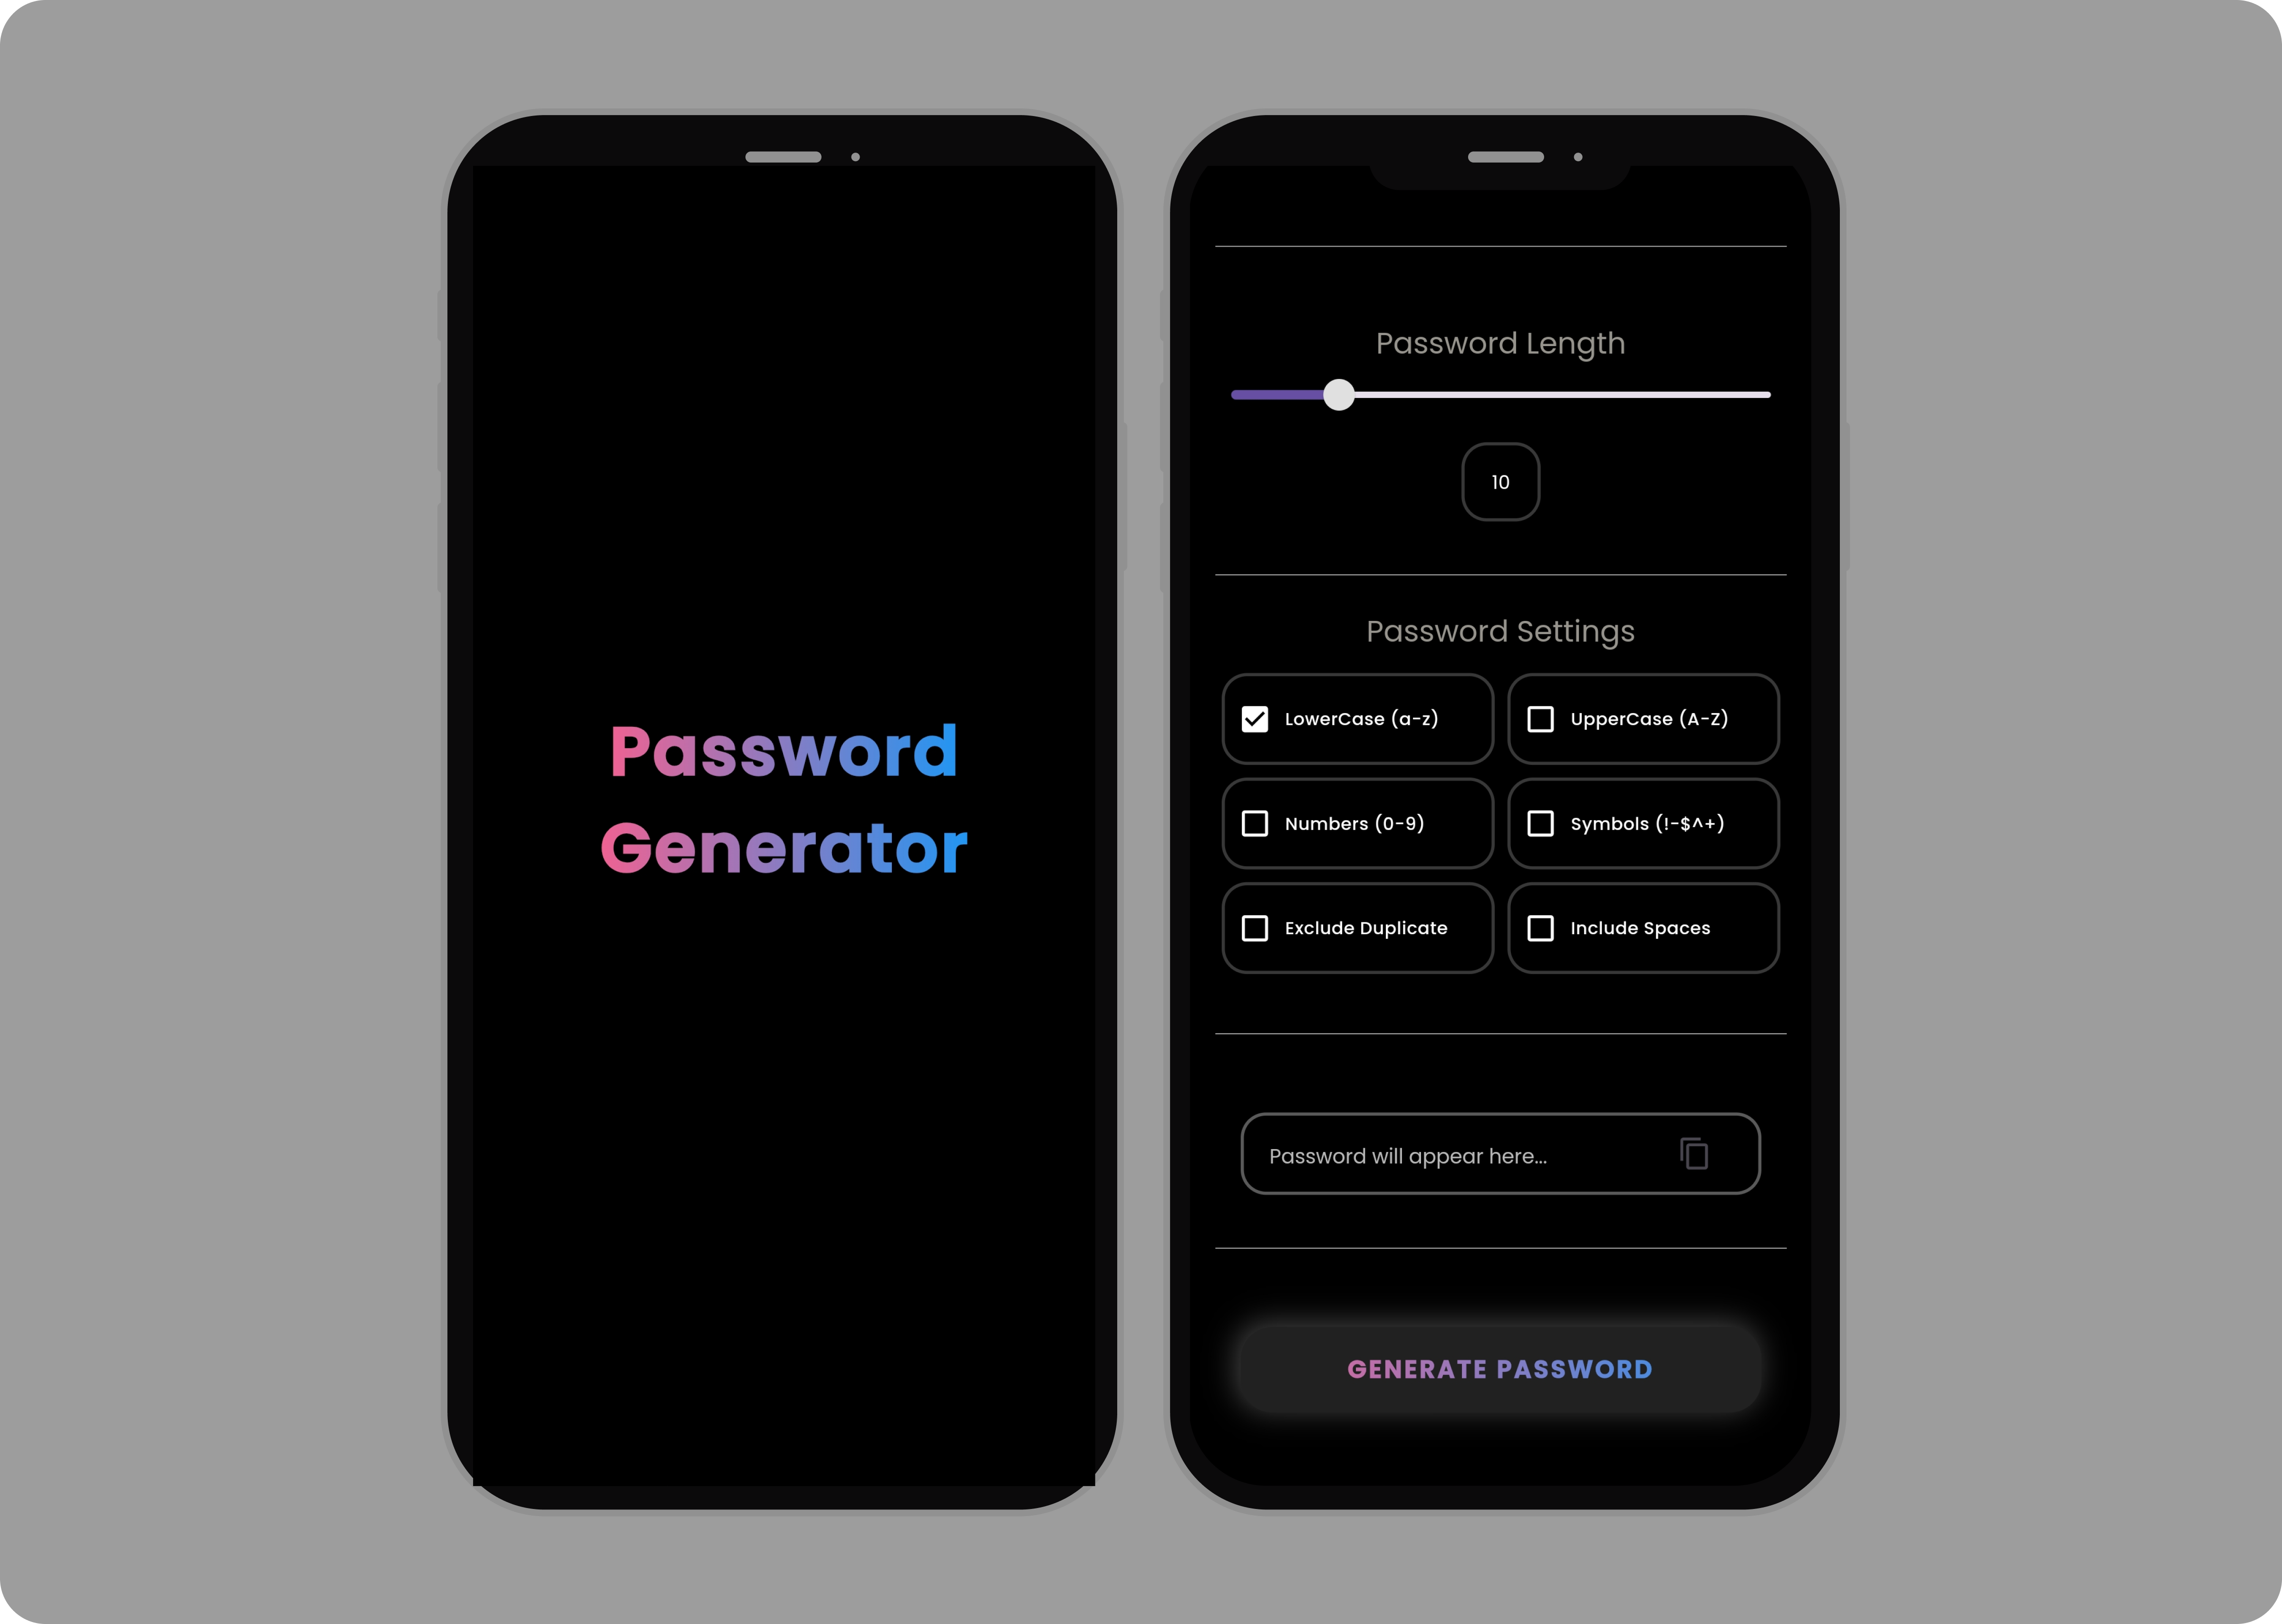 Password
Generator
Password Length
10
Password Settings
LowerCase (a-z)
UpperCase (A-Z)
Numbers (0-9)
Symbols (!-$^+)
Exclude Duplicate
Include Spaces
Password will appear here...
GENERATE PASSWORD